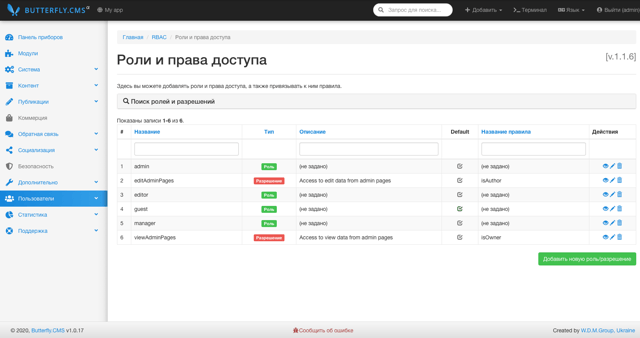 BUTTERFLY.CMS
My app
Запрос для поиска...
Добавить
Терминал
Язык
Выйти (admin)
Панель приборов
Модули
Система
Контент
Публикации
Коммерция
Обратная связь
Социализация
Безопасность
Дополнительно
Пользователи
Статистика
Поддержка
Главная / RBAC / Роли и права доступа
Роли и права доступа [v.1.1.6]
Здесь вы можете добавлять роли и права доступа, а также привязывать к ним правила.
Поиск ролей и разрешений
Показаны записи 1-6 из 6.
# Название Тип Описание Default Название правила Действия
1 admin Роль (не задано) (не задано)
2 editAdminPages Разрешение Access to edit data from admin pages isAuthor
3 editor Роль (не задано) (не задано)
4 guest Роль (не задано) (не задано)
5 manager Роль (не задано) (не задано)
6 viewAdminPages Разрешение Access to view data from admin pages isOwner
Добавить новую роль/разрешение
© 2020, Butterfly.CMS v1.0.17
Сообщить об ошибке
Created by W.D.M.Group, Ukraine